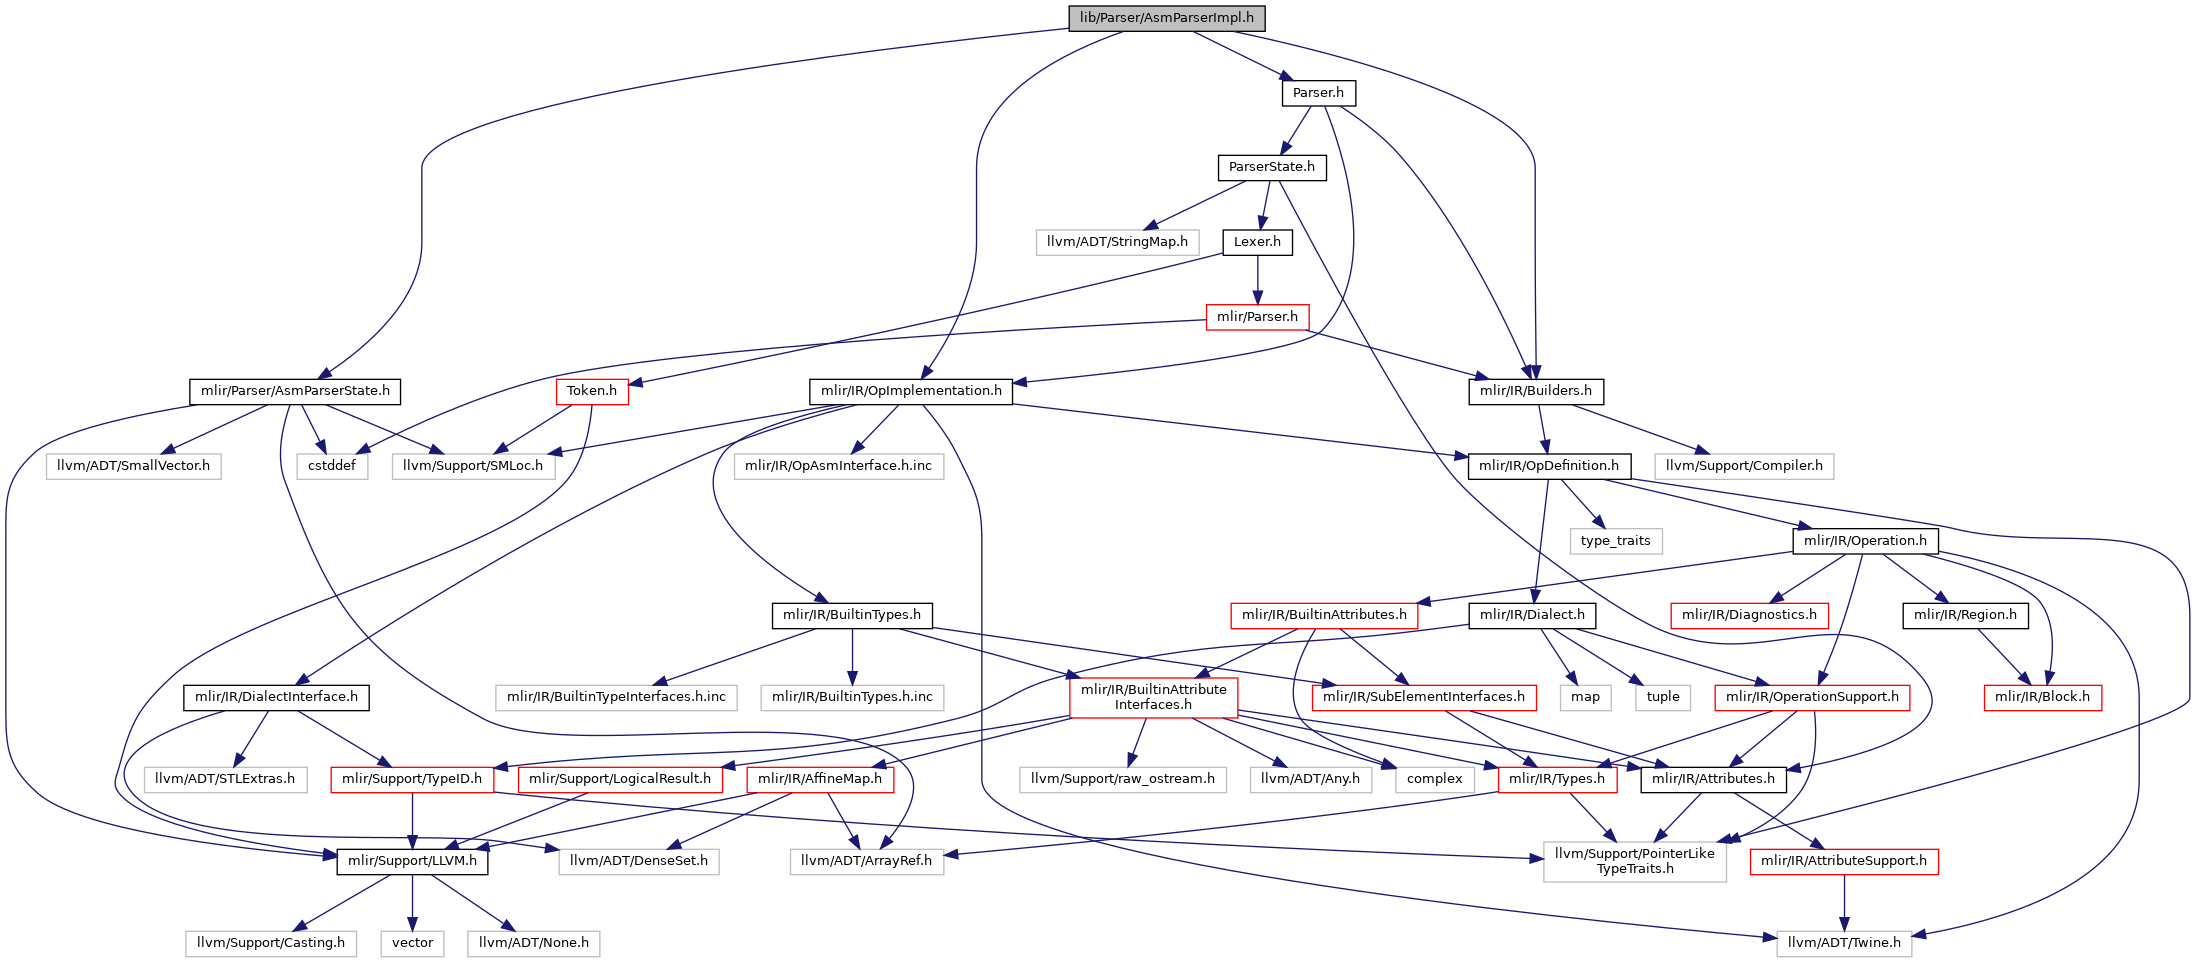 lib/Parser/AsmParserImpl.h
Parser.h
ParserState.h
llvm/ADT/StringMap.h
Lexer.h
mlir/Parser.h
mlir/Parser/AsmParserState.h
Token.h
mlir/IR/OpImplementation.h
mlir/IR/Builders.h
llvm/ADT/SmallVector.h
cstddef
llvm/Support/SMLoc.h
mlir/IR/OpAsmInterface.h.inc
mlir/IR/OpDefinition.h
llvm/Support/Compiler.h
type_traits
mlir/IR/Operation.h
mlir/IR/BuiltinTypes.h
mlir/IR/BuiltinAttributes.h
mlir/IR/Dialect.h
mlir/IR/Diagnostics.h
mlir/IR/Region.h
mlir/IR/DialectInterface.h
mlir/IR/BuiltinTypeInterfaces.h.inc
mlir/IR/BuiltinTypes.h.inc
mlir/IR/BuiltinAttribute
Interfaces.h
mlir/IR/SubElementInterfaces.h
map
tuple
mlir/IR/OperationSupport.h
mlir/IR/Block.h
llvm/ADT/STLExtras.h
mlir/Support/TypeID.h
mlir/Support/LogicalResult.h
mlir/IR/AffineMap.h
llvm/Support/raw_ostream.h
llvm/ADT/Any.h
complex
mlir/IR/Types.h
mlir/IR/Attributes.h
mlir/Support/LLVM.h
llvm/ADT/DenseSet.h
llvm/ADT/ArrayRef.h
llvm/Support/PointerLike
TypeTraits.h
mlir/IR/AttributeSupport.h
llvm/Support/Casting.h
vector
llvm/ADT/None.h
llvm/ADT/Twine.h